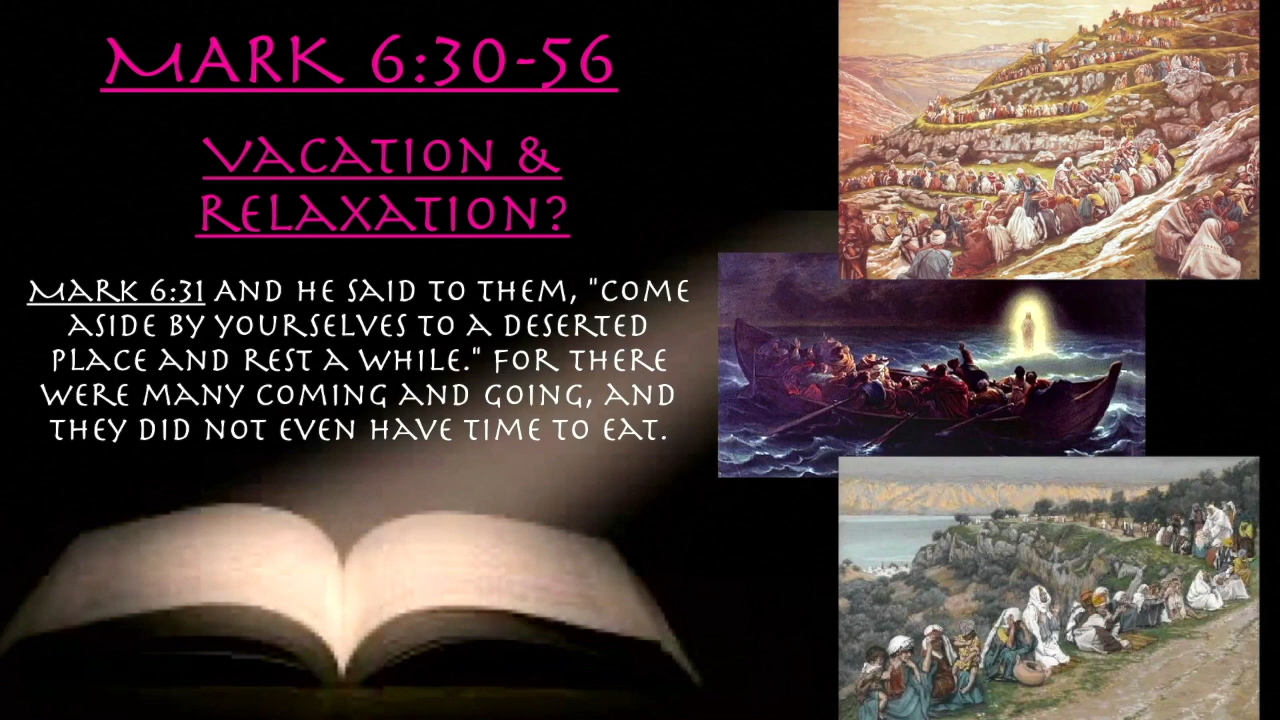 MARK 6:30-56
VACATION &
RELAXATION?
MARK 6:31 AND HE SAID TO THEM, "COME
ASIDE BY YOURSELVES TO A DESERTED
PLACE AND REST A WHILE." FOR THERE
WERE MANY COMING AND GOING, AND
THEY DID NOT EVEN HAVE TIME TO EAT.